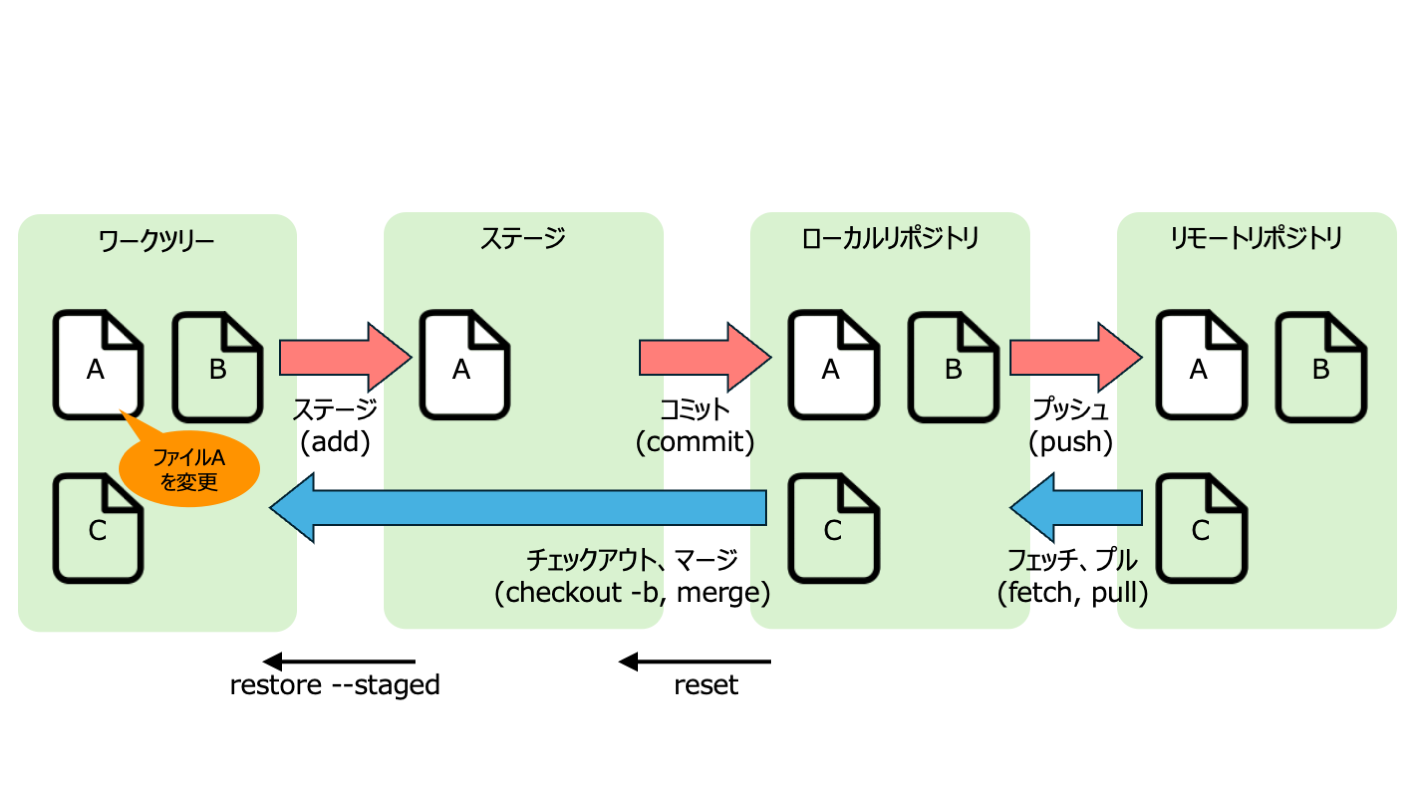 ワークツリー
ステージ
ローカルリポジトリ
リモートリポジトリ
A
B
A
A
B
A
B
ステージ
(add)
コミット
(commit)
プッシュ
(push)
ファイルA
を変更
C
C
C
チェックアウト、マージ
(checkout -b, merge)
フェッチ、プル
(fetch, pull)
restore --staged
reset